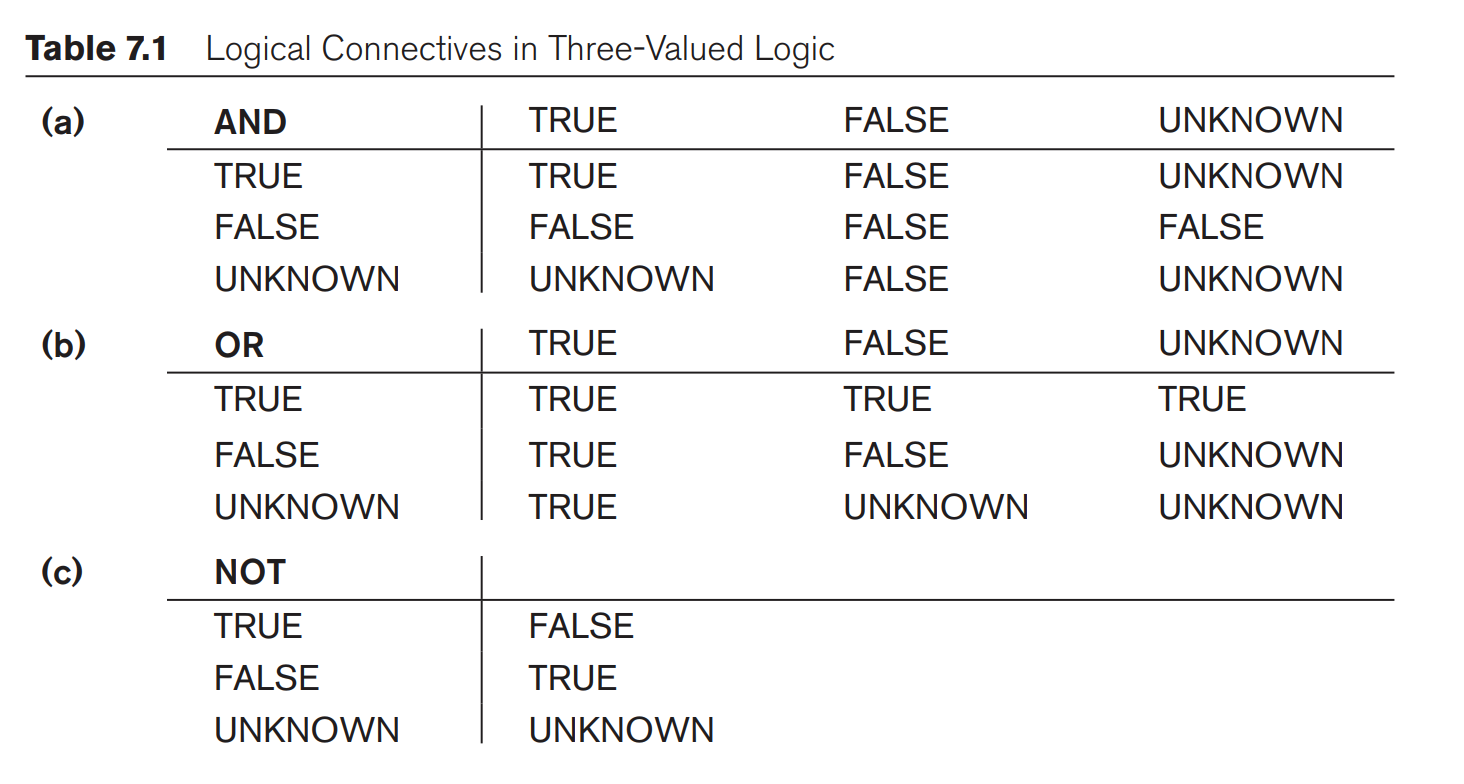 Table 7.1 Logical Connectives in Three-Valued Logic
(a) AND TRUE FALSE UNKNOWN
TRUE TRUE FALSE UNKNOWN
FALSE FALSE FALSE FALSE
UNKNOWN UNKNOWN FALSE UNKNOWN
(b) OR TRUE FALSE UNKNOWN
TRUE TRUE TRUE TRUE
FALSE TRUE FALSE UNKNOWN
UNKNOWN TRUE UNKNOWN UNKNOWN
(c) NOT
TRUE FALSE
FALSE TRUE
UNKNOWN UNKNOWN